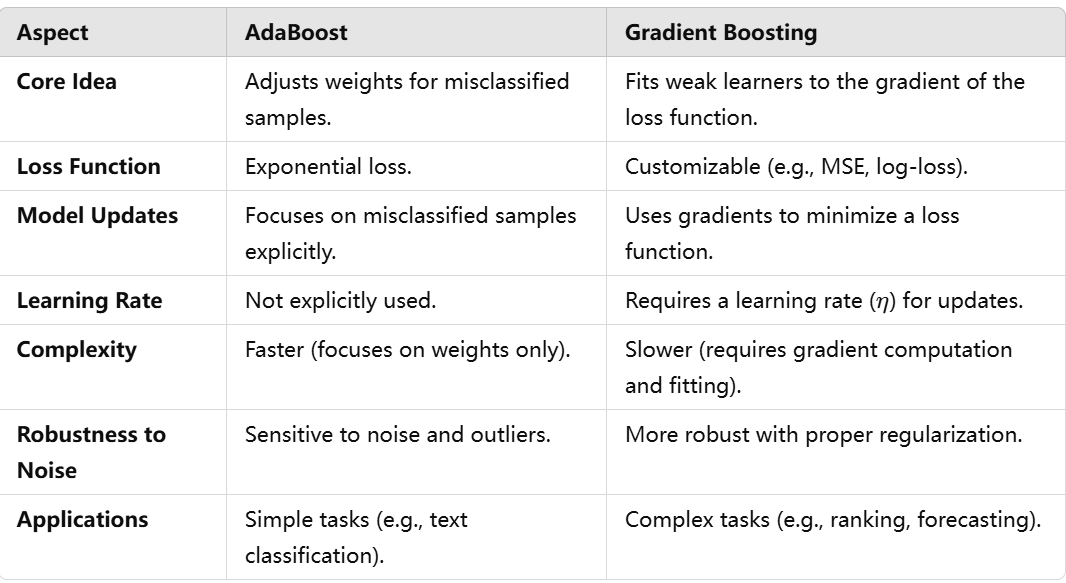 Aspect AdaBoost Gradient Boosting
Core Idea Adjusts weights for misclassified Fits weak learners to the gradient of the
samples. loss function.
Loss Function Exponential loss. Customizable (e.g., MSE, log-loss).
Model Updates Focuses on misclassified samples Uses gradients to minimize a loss
explicitly. function.
Learning Rate Not explicitly used. Requires a learning rate (η) for updates.
Complexity Faster (focuses on weights only). Slower (requires gradient computation
and fitting).
Robustness to Sensitive to noise and outliers. More robust with proper regularization.
Noise
Applications Simple tasks (e.g., text Complex tasks (e.g., ranking, forecasting).
classification).